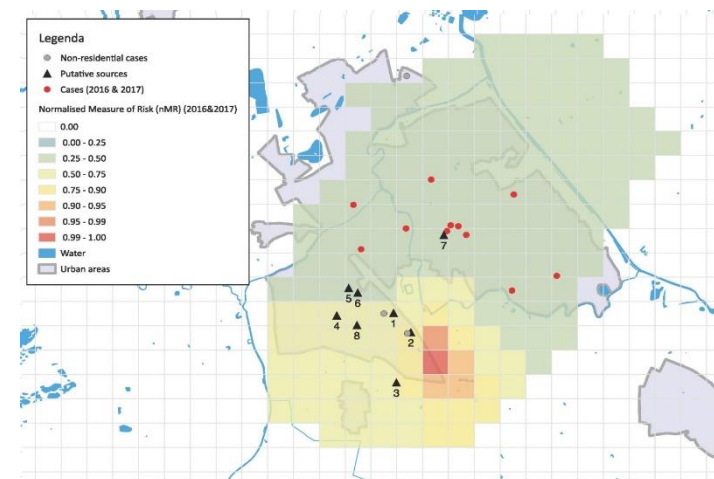 Legenda
Non-residential cases
Putative sources
Cases (2016 & 2017)
Normalised Measure of Risk (nMR) (2016&2017)
0.00
0.00 - 0.25
0.25 - 0.50
0.50 - 0.75
0.75 - 0.90
0.90 - 0.95
0.95 - 0.99
0.99 - 1.00
Water
Urban areas
7
5
6
4
1
8
2
3